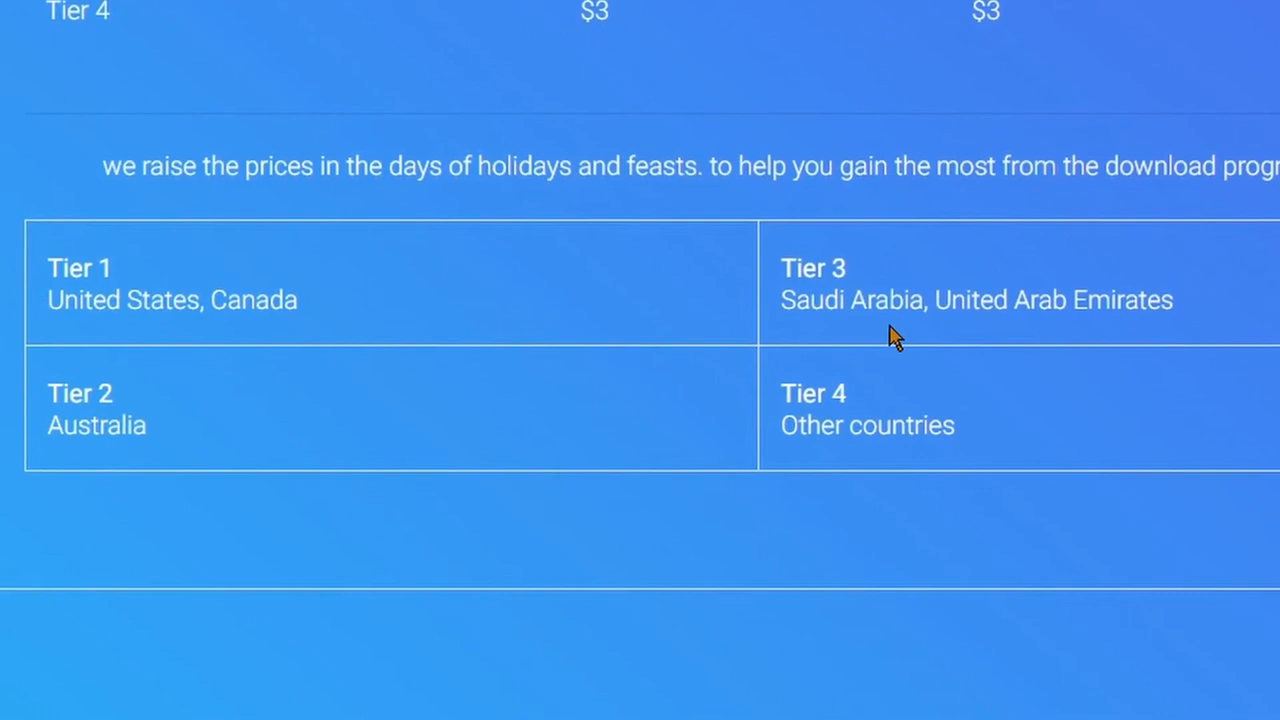 Tier 4 $3 $3
we raise the prices in the days of holidays and feasts. to help you gain the most from the download
Tier 1
United States, Canada
Tier 3
Saudi Arabia, United Arab Emirates
Tier 2
Australia
Tier 4
Other countries